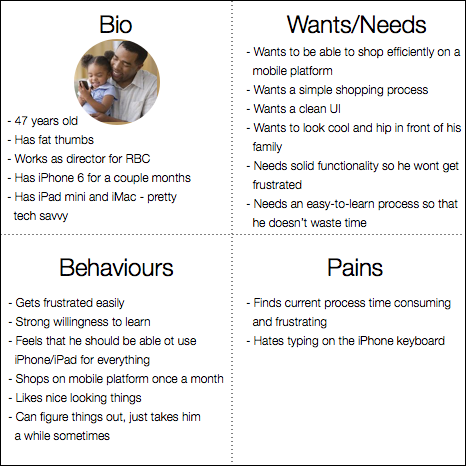 Bio
- 47 years old
- Has fat thumbs
- Works as director for RBC
- Has iPhone 6 for a couple months
- Has iPad mini and iMac - pretty
tech savvy
Wants/Needs
- Wants to be able to shop efficiently on a
mobile platform
- Wants a simple shopping process
- Wants a clean UI
- Wants to look cool and hip in front of his
family
- Needs solid functionality so he wont get
frustrated
- Needs an easy-to-learn process so that
he doesn't waste time
Behaviours
- Gets frustrated easily
- Strong willingness to learn
- Feels that he should be able ot use
iPhone/iPad for everything
- Shops on mobile platform once a month
- Likes nice looking things
- Can figure things out, just takes him
a while sometimes
Pains
- Finds current process time consuming
and frustrating
- Hates typing on the iPhone keyboard